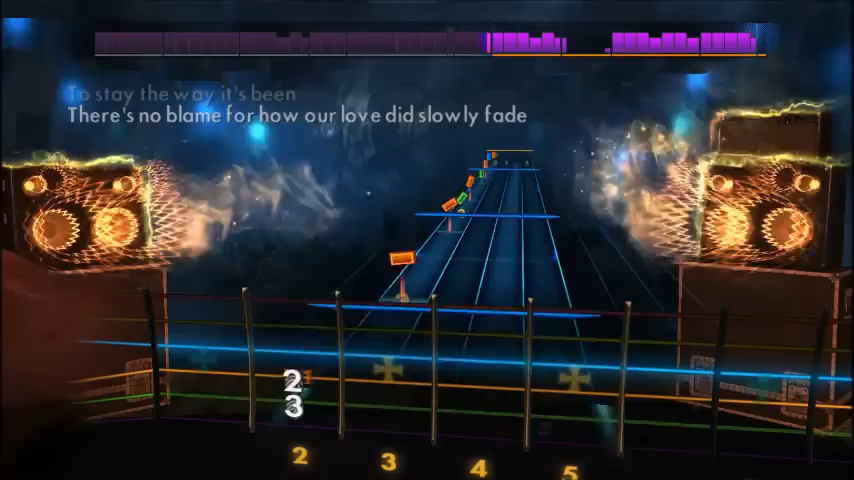 To stay the way it's been
There's no blame for how our love did slowly fade
2
3
2 3 4 5